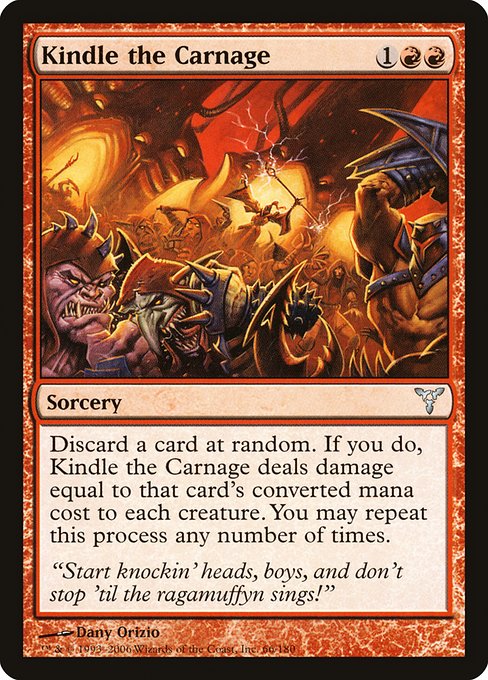 Kindle the Carnage 1
Sorcery
Discard a card at random. If you do,
Kindle the Carnage deals damage
equal to that card's converted mana
cost to each creature. You may repeat
this process any number of times.
"Start knockin' heads, boys, and don't
stop 'til the ragamuffyn sings!"
Dany Orizio
™ & © 1993-2006 Wizards of the Coast, Inc. 66/180